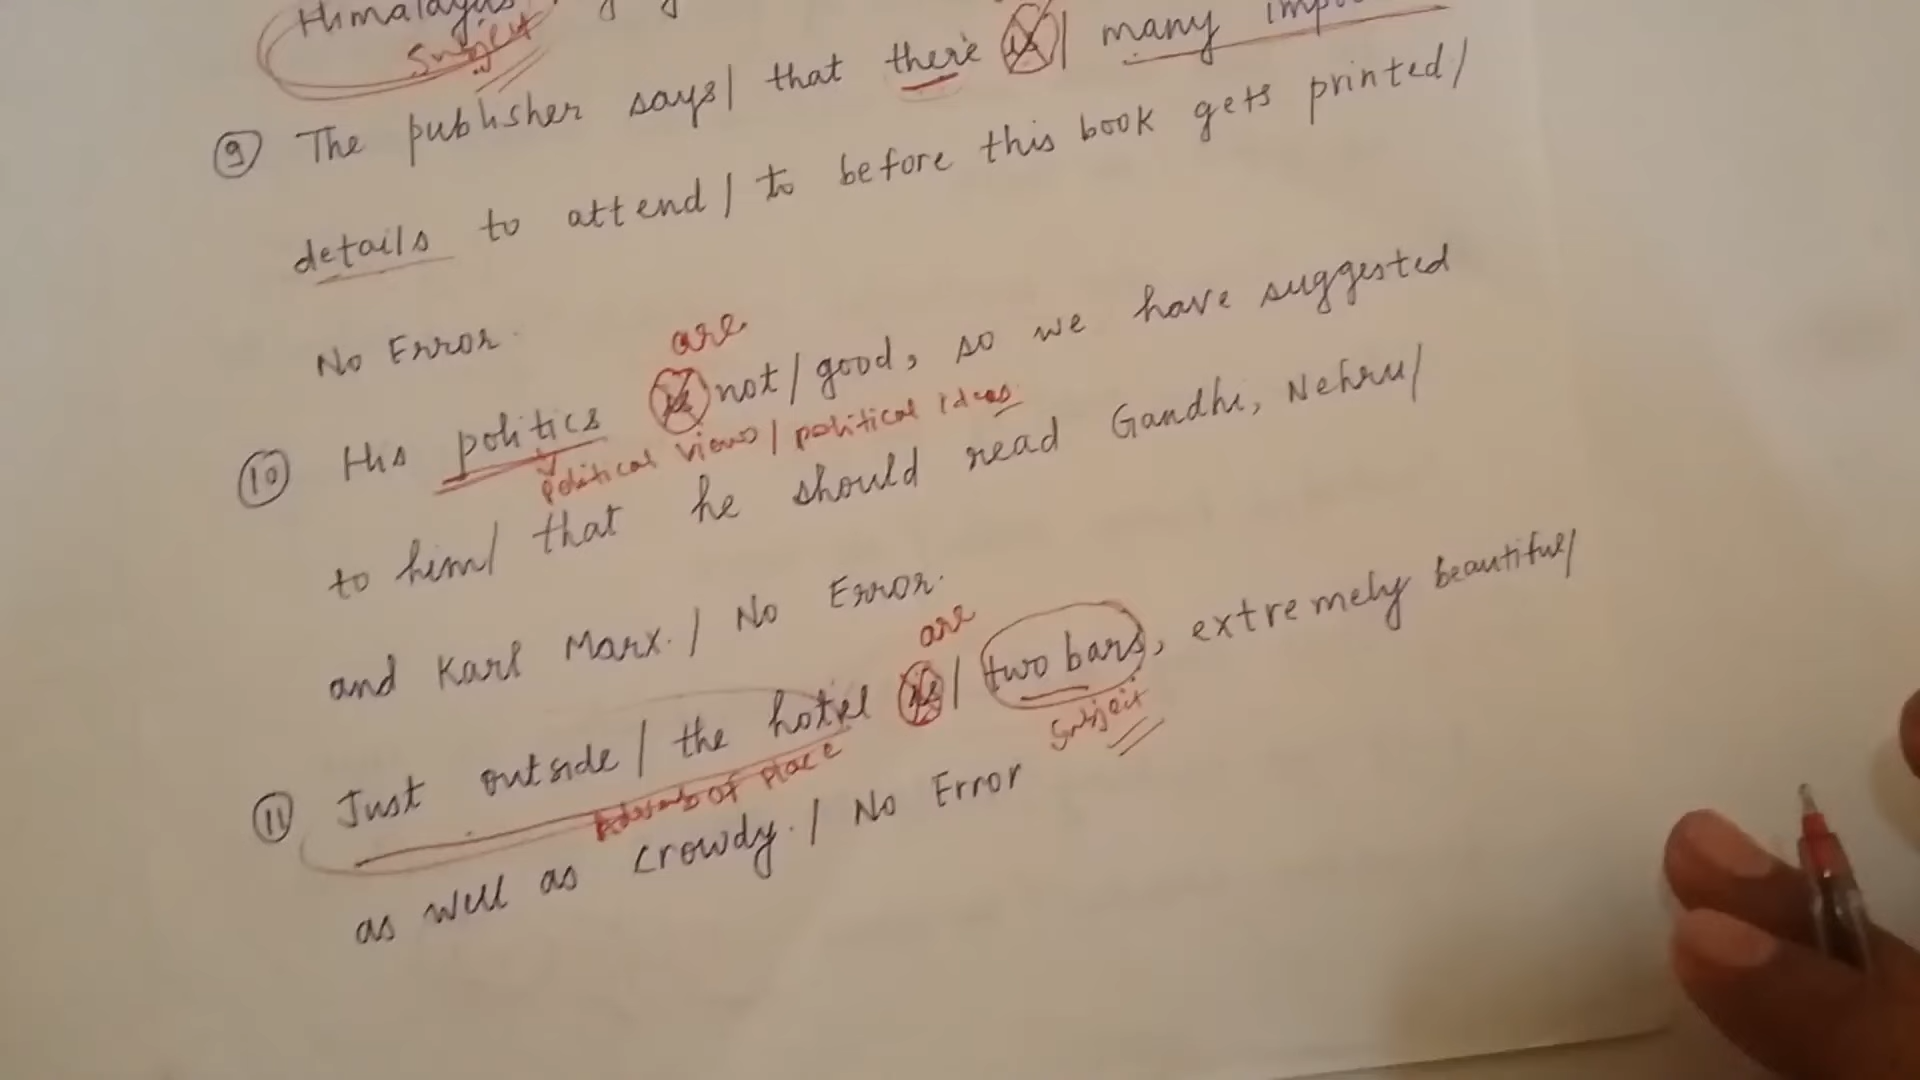 Himalayas
Subject
⑨ The publisher says/ that there is/ many
details to attend/ to before this book gets printed/
No Error.
are
⑩ His politics is not/ good, so we have suggested
political views/ political ideas
to him/ that he should read Gandhi, Nehru/
and Karl Marx./ No Error.
are
⑪ Just outside/ the hotel is/ two bars, extremely beautiful/
Adverb of place
Subject
as well as crowdy./ No Error